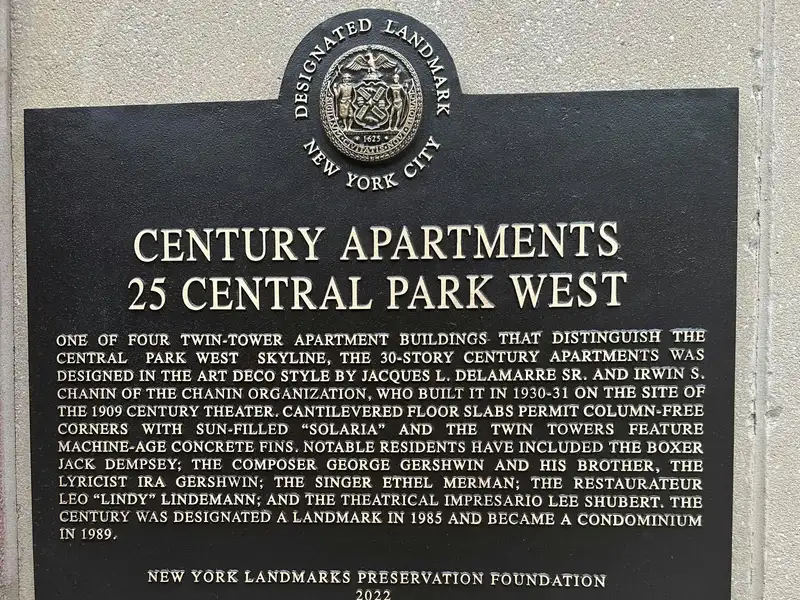 DESIGNATED LANDMARK
1625
NEW YORK CITY
CENTURY APARTMENTS
25 CENTRAL PARK WEST
ONE OF FOUR TWIN-TOWER APARTMENT BUILDINGS THAT DISTINGUISH THE
CENTRAL PARK WEST SKYLINE, THE 30-STORY CENTURY APARTMENTS WAS
DESIGNED IN THE ART DECO STYLE BY JACQUES L. DELAMARRE SR. AND IRWIN S.
CHANIN OF THE CHANIN ORGANIZATION, WHO BUILT IT IN 1930-31 ON THE SITE OF
THE 1909 CENTURY THEATER. CANTILEVERED FLOOR SLABS PERMIT COLUMN-FREE
CORNERS WITH SUN-FILLED “SOLARIA” AND THE TWIN TOWERS FEATURE
MACHINE-AGE CONCRETE FINS. NOTABLE RESIDENTS HAVE INCLUDED THE BOXER
JACK DEMPSEY; THE COMPOSER GEORGE GERSHWIN AND HIS BROTHER, THE
LYRICIST IRA GERSHWIN; THE SINGER ETHEL MERMAN; THE RESTAURATEUR
LEO “LINDY” LINDEMANN; AND THE THEATRICAL IMPRESARIO LEE SHUBERT. THE
CENTURY WAS DESIGNATED A LANDMARK IN 1985 AND BECAME A CONDOMINIUM
IN 1989.
NEW YORK LANDMARKS PRESERVATION FOUNDATION
2022